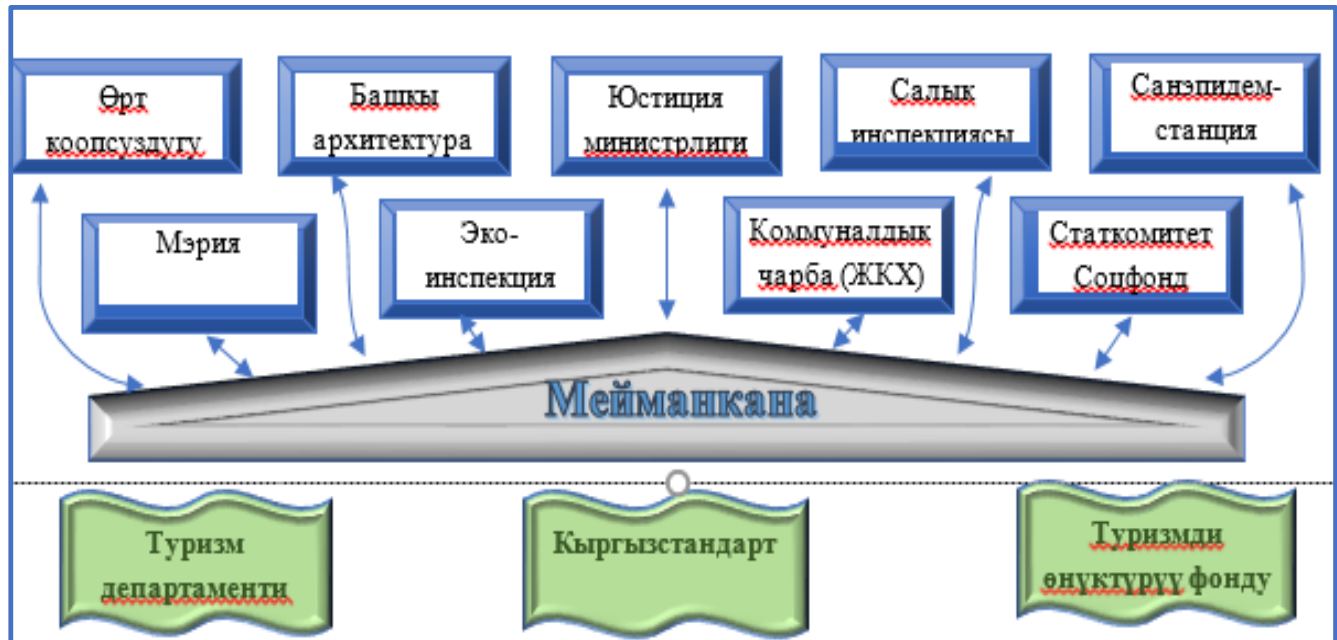 Өрт
коопсуздугу
Башкы
архитектура
Юстиция
министрлиги
Салык
инспекциясы
Санэпидем-
станция
Мэрия
Эко-
инспекция
Коммуналдык
чарба (ЖКХ)
Статкомитет
Соцфонд
Мейманкана
Туризм
департаменти
Кыргызстандарт
Туризмди
өнүктүрүү фонду